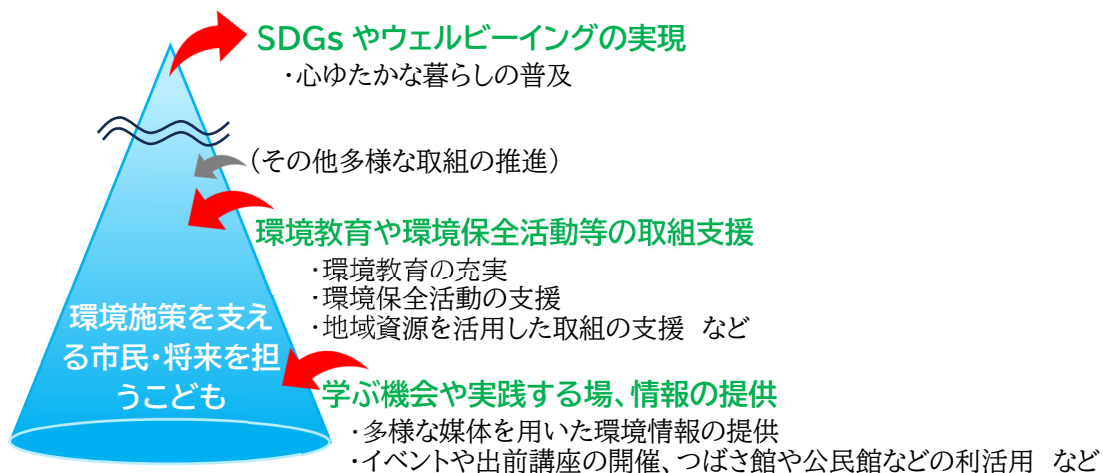 SDGs やウェルビーイングの実現
・心ゆたかな暮らしの普及
（その他多様な取組の推進）
環境教育や環境保全活動等の取組支援
・環境教育の充実
・環境保全活動の支援
・地域資源を活用した取組の支援　など
環境施策を支え
る市民・将来を担
うこども
学ぶ機会や実践する場、情報の提供
・多様な媒体を用いた環境情報の提供
・イベントや出前講座の開催、つばさ館や公民館などの利活用　など